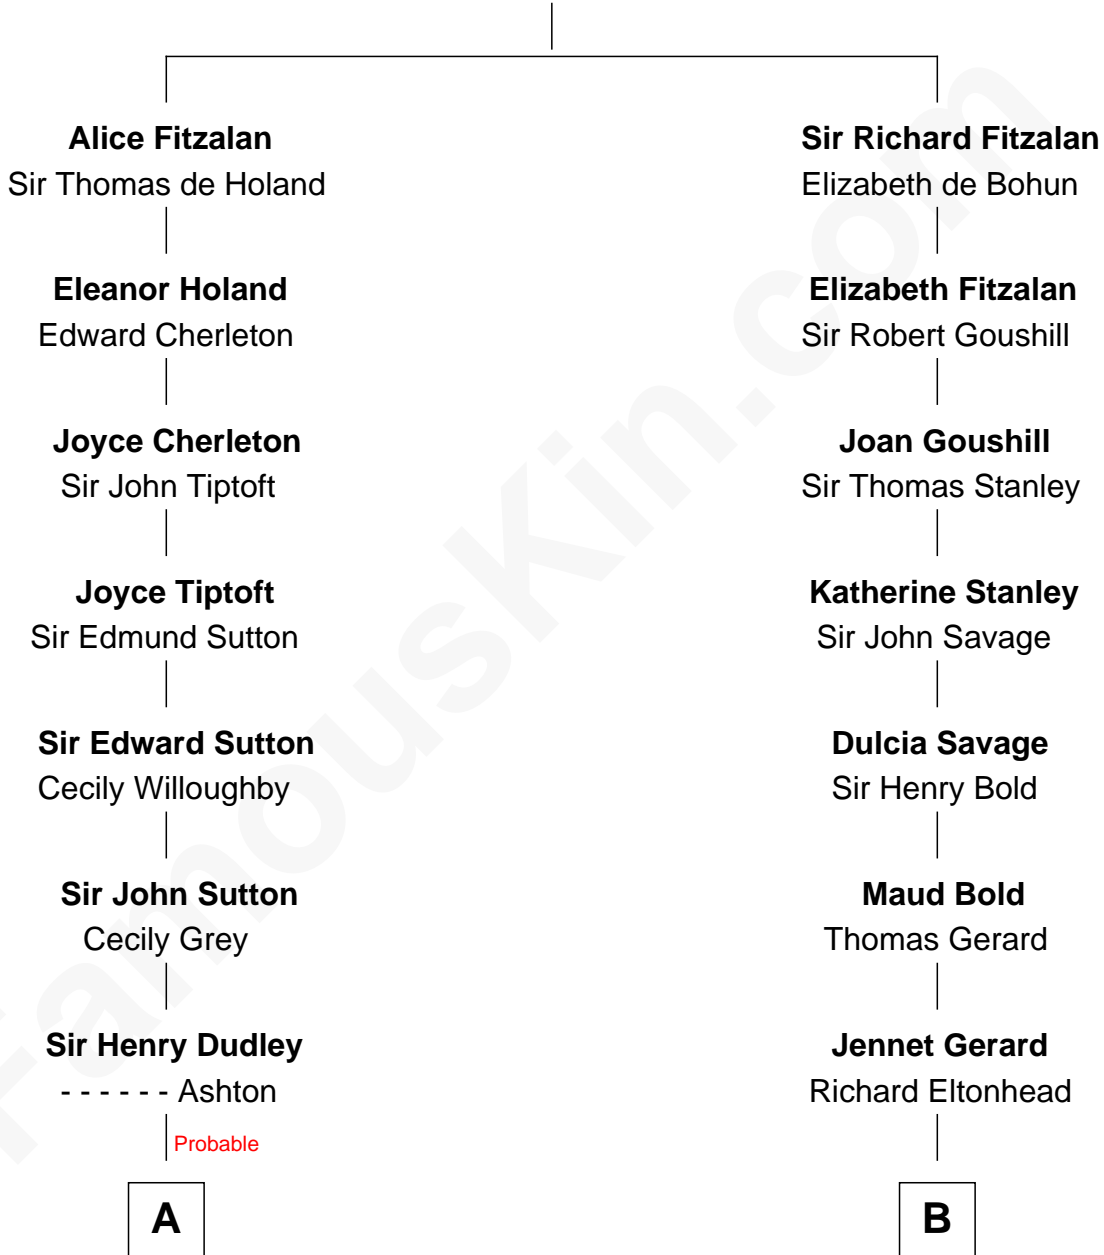 Alice Fitzalan
Sir Thomas de Holand
Eleanor Holand
Edward Cherleton
Joyce Cherleton
Sir John Tiptoft
Joyce Tiptoft
Sir Edmund Sutton
Sir Edward Sutton
Cecily Willoughby
Sir John Sutton
Cecily Grey
Sir Henry Dudley
- - - - - - Ashton
Probable
A
Sir Richard Fitzalan
Elizabeth de Bohun
Elizabeth Fitzalan
Sir Robert Goushill
Joan Goushill
Sir Thomas Stanley
Katherine Stanley
Sir John Savage
Dulcia Savage
Sir Henry Bold
Maud Bold
Thomas Gerard
Jennet Gerard
Richard Eltonhead
B
FamousKin.com